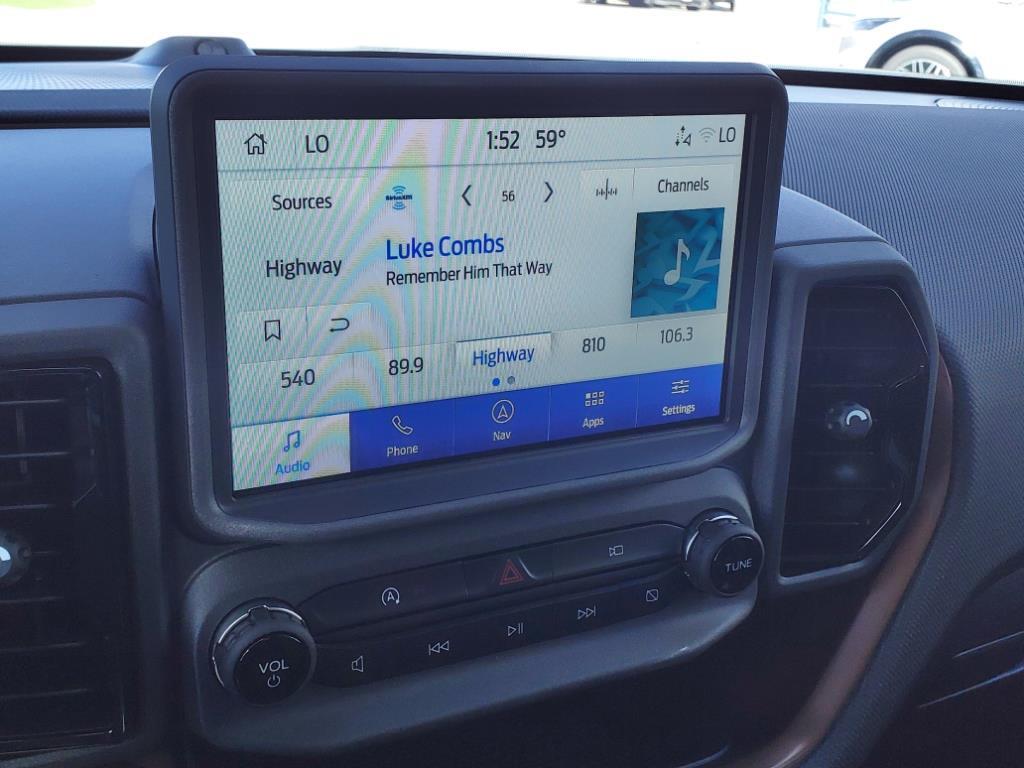 LO 1:52 59° LO
Sources SiriusXM 56 Channels
Luke Combs
Highway
Remember Him That Way
540 89.9 Highway 810 106.3
Audio Phone Nav Apps Settings
A
TUNE
VOL